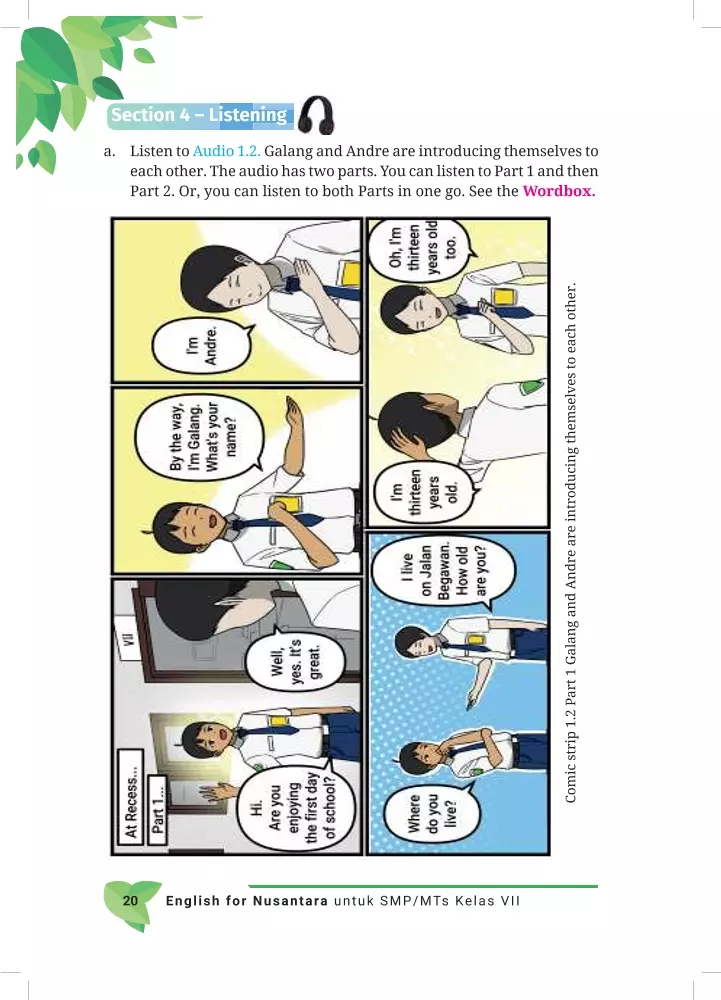 Section 4 – Listening
a. Listen to Audio 1.2. Galang and Andre are introducing themselves to
each other. The audio has two parts. You can listen to Part 1 and then
Part 2. Or, you can listen to both Parts in one go. See the Wordbox.
At Recess...
Part 1...
VII
Hi.
Are you
enjoying
the first day
of school?
Well,
yes. It's
great.
By the way,
I'm Galang.
What's your
name?
I'm
Andre.
Where
do you
live?
I live
on Jalan
Begawan.
How old
are you?
I'm
thirteen
years
old.
Oh, I'm
thirteen
years old
too.
Comic strip 1.2 Part 1 Galang and Andre are introducing themselves to each other.
20 English for Nusantara untuk SMP/MTs Kelas VII